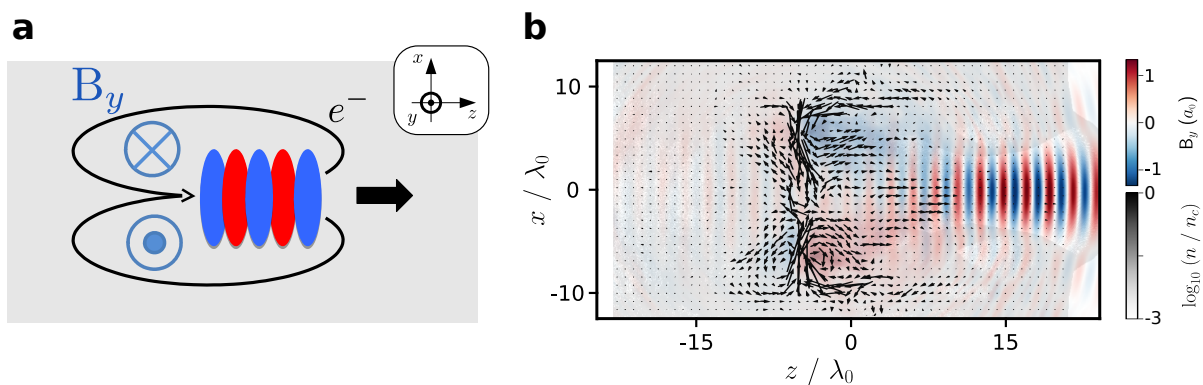 a
B_y
e^-
x
y
z
b
10
0
-10
x / λ_0
-15
0
15
z / λ_0
1
0
-1
B_y (a_0)
0
-3
log_10 (n / n_c)